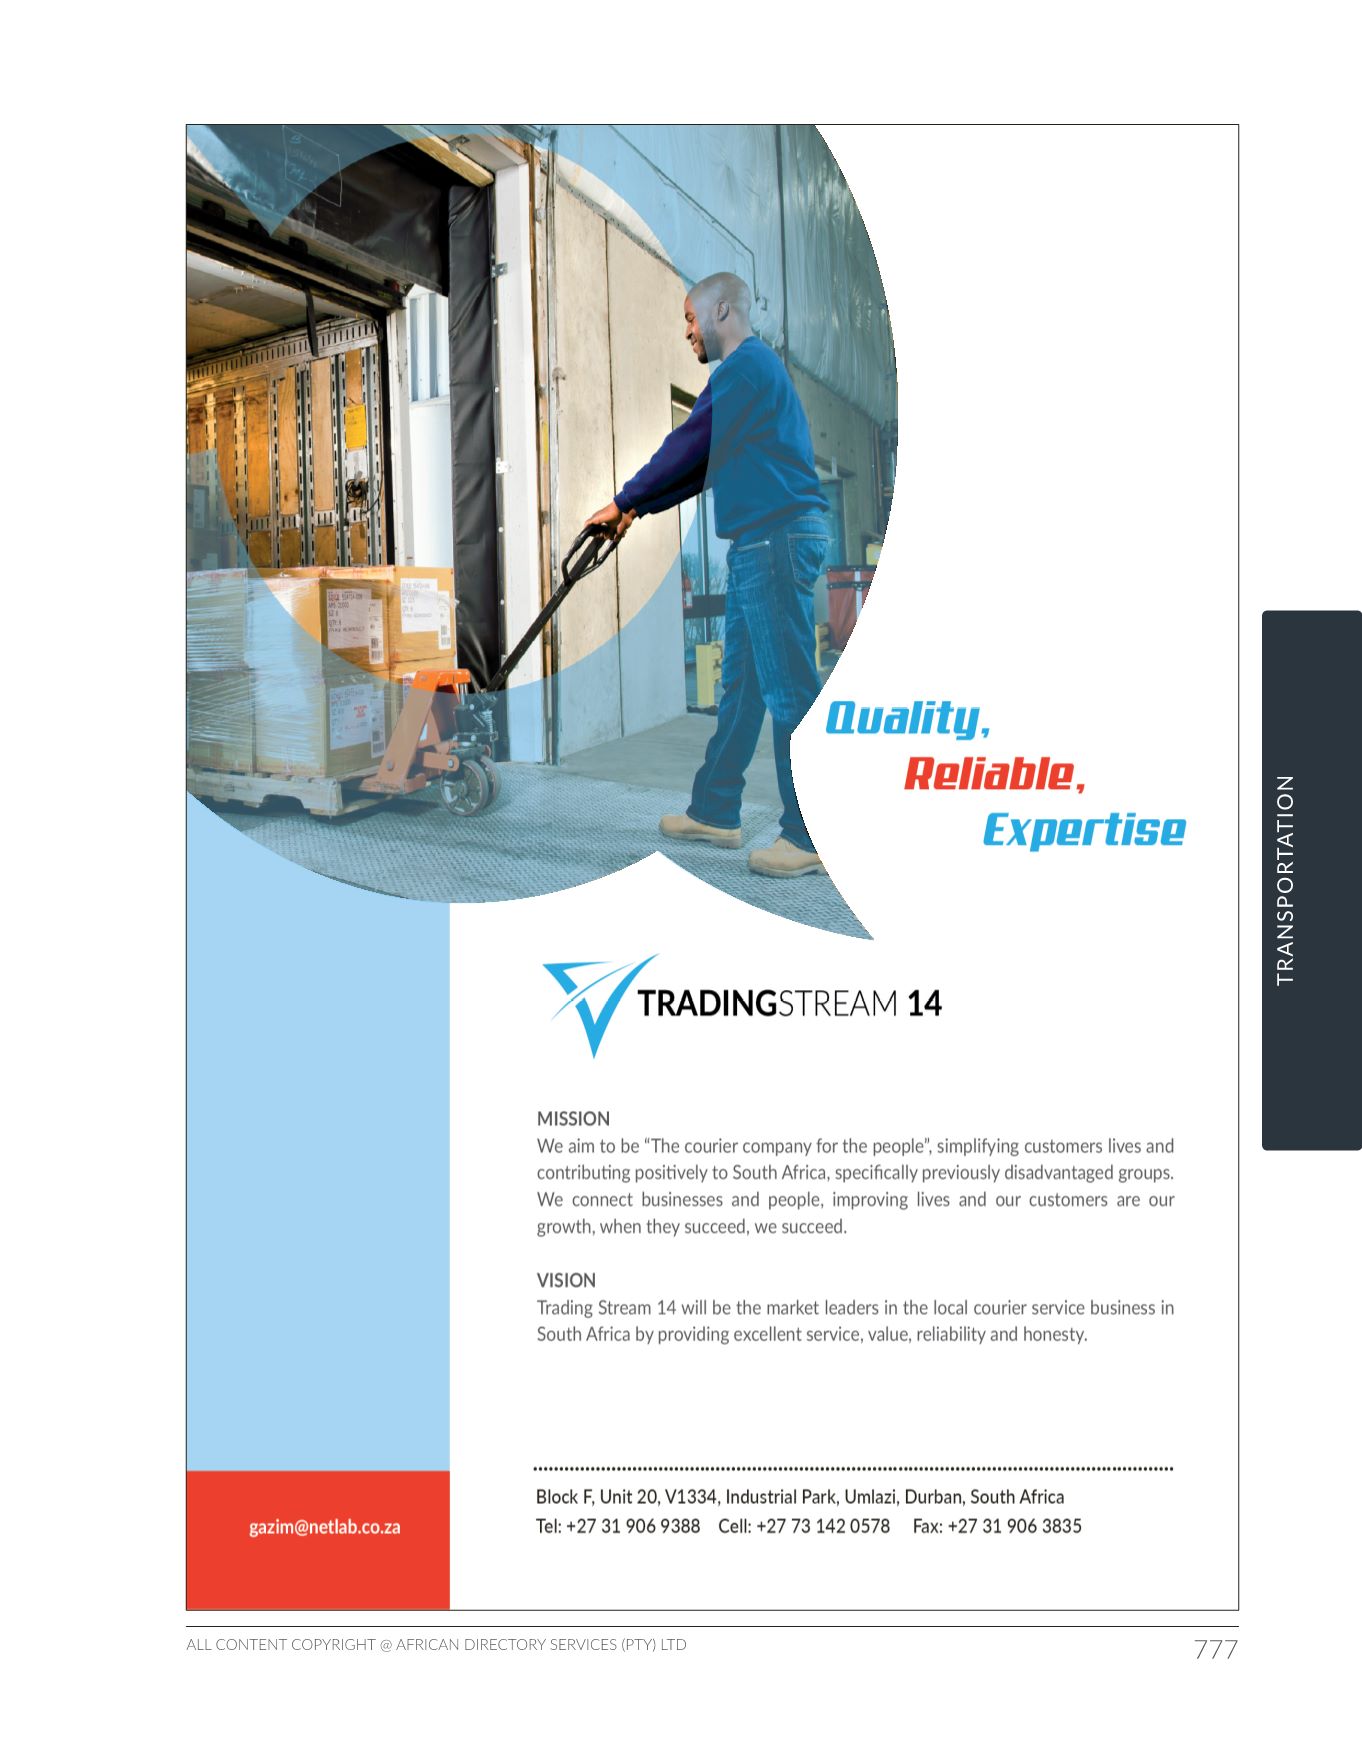 Quality,
Reliable,
Expertise
TRANSPORTATION
TRADINGSTREAM 14
MISSION
We aim to be “The courier company for the people”, simplifying customers lives and
contributing positively to South Africa, specifically previously disadvantaged groups.
We connect businesses and people, improving lives and our customers are our
growth, when they succeed, we succeed.
VISION
Trading Stream 14 will be the market leaders in the local courier service business in
South Africa by providing excellent service, value, reliability and honesty.
gazim@netlab.co.za
Block F, Unit 20, V1334, Industrial Park, Umlazi, Durban, South Africa
Tel: +27 31 906 9388 Cell: +27 73 142 0578 Fax: +27 31 906 3835
ALL CONTENT COPYRIGHT @ AFRICAN DIRECTORY SERVICES (PTY) LTD
777